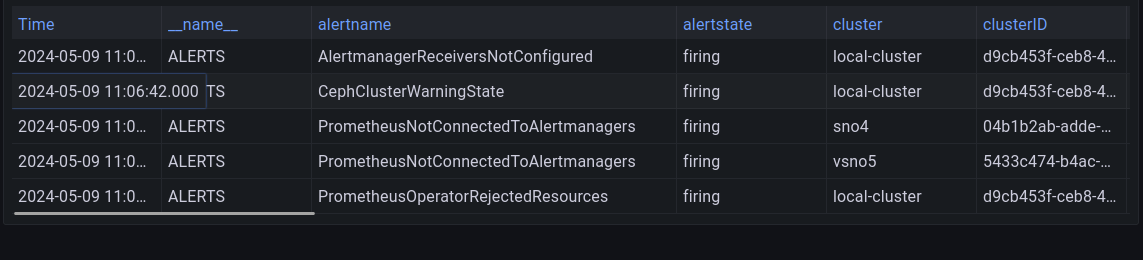 Time __name__ alertname alertstate cluster clusterID
2024-05-09 11:0… ALERTS AlertmanagerReceiversNotConfigured firing local-cluster d9cb453f-ceb8-4…
2024-05-09 11:06:42.000 TS CephClusterWarningState firing local-cluster d9cb453f-ceb8-4…
2024-05-09 11:0… ALERTS PrometheusNotConnectedToAlertmanagers firing sno4 04b1b2ab-adde-…
2024-05-09 11:0… ALERTS PrometheusNotConnectedToAlertmanagers firing vsno5 5433c474-b4ac-…
2024-05-09 11:0… ALERTS PrometheusOperatorRejectedResources firing local-cluster d9cb453f-ceb8-4…